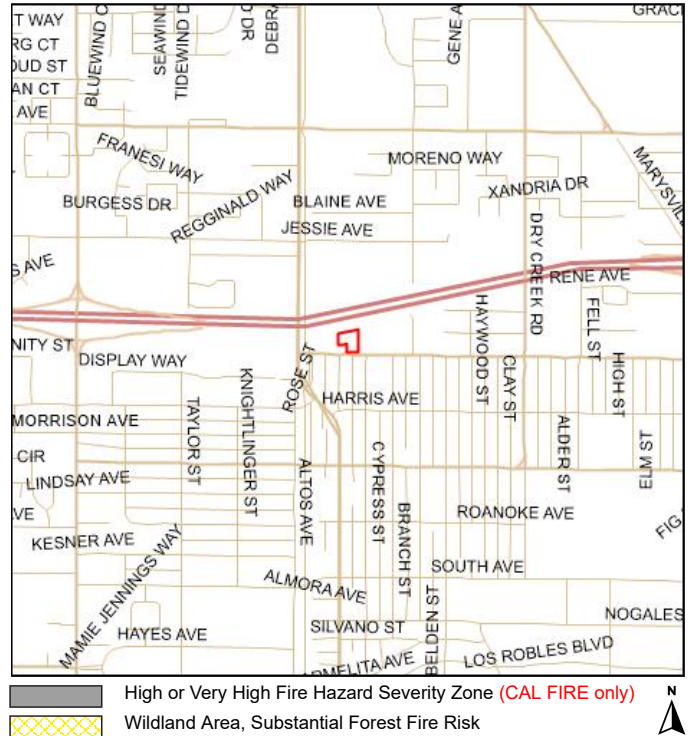 T WAY
GRACI
RG CT
OUD ST
AN CT
AVE
BLUEWIND C
SEAWIND
TIDEWIND D
O DR
DEBRA
GENE A
FRANESI WAY
MORENO WAY
MARYSVIL
BURGESS DR
REGGINALD WAY
BLAINE AVE
XANDRIA DR
JESSIE AVE
DRY CREEK RD
S AVE
RENE AVE
NITY ST
DISPLAY WAY
ROSE ST
HAYWOOD ST
CLAY ST
FELL ST
HIGH ST
HARRIS AVE
MORRISON AVE
TAYLOR ST
KNIGHTLINGER ST
ALDER ST
ELM ST
CIR
LINDSAY AVE
ALTOS AVE
CYPRESS ST
BRANCH ST
VE
ROANOKE AVE
FIG
KESNER AVE
SOUTH AVE
MAMIE JENNINGS WAY
ALMORA AVE
BELDEN ST
NOGALES
HAYES AVE
SILVANO ST
ARMELITA AVE
LOS ROBLES BLVD
High or Very High Fire Hazard Severity Zone (CAL FIRE only)
N
Wildland Area, Substantial Forest Fire Risk